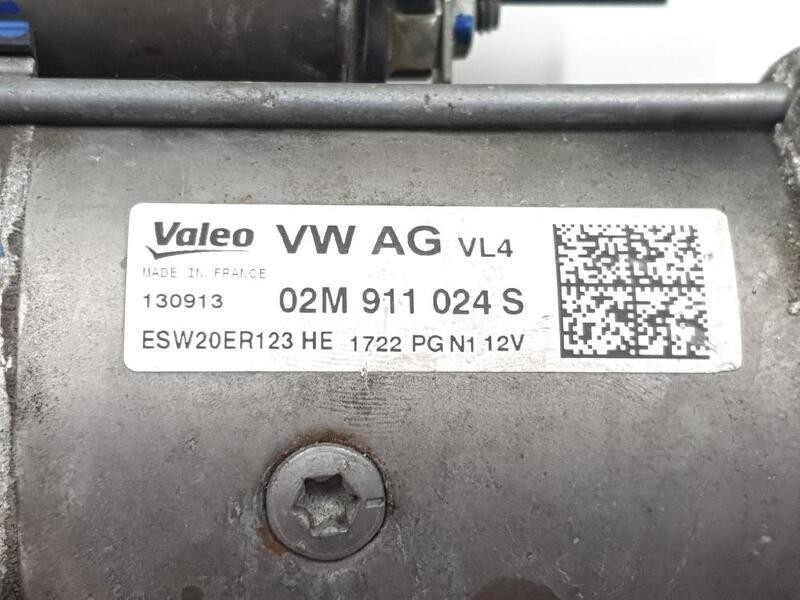 Valeo VW AG VL4
MADE IN FRANCE
130913 02M 911 024 S
ESW20ER123 HE 1722 PG N1 12V